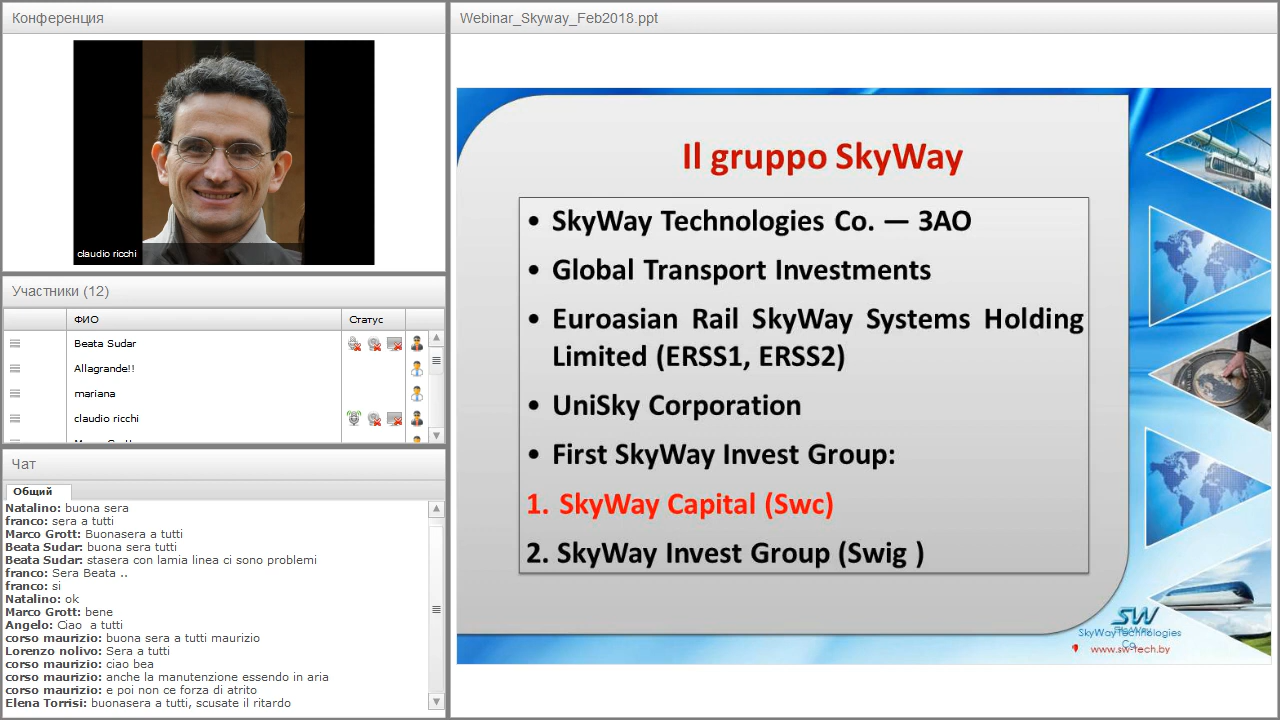 Конференция
claudio ricchi
Участники (12)
ФИО
Статус
Beata Sudar
Allagrande!!
mariana
claudio ricchi
Чат
Общий
Natalino: buona sera
franco: sera a tutti
Marco Grott: Buonasera a tutti
Beata Sudar: buona sera tutti
Beata Sudar: stasera con lamia linea ci sono problemi
franco: Sera Beata ..
franco: si
Natalino: ok
Marco Grott: bene
Angelo: Ciao  a tutti
corso maurizio: buona sera a tutti maurizio
Lorenzo nolivo: Sera a tutti
corso maurizio: ciao bea
corso maurizio: anche la manutenzione essendo in aria
corso maurizio: e poi non ce forza di atrito
Elena Torrisi: buonasera a tutti, scusate il ritardo
Webinar_Skyway_Feb2018.ppt
Il gruppo SkyWay
• SkyWay Technologies Co. — ЗАО
• Global Transport Investments
• Euroasian Rail SkyWay Systems Holding
Limited (ERSS1, ERSS2)
• UniSky Corporation
• First SkyWay Invest Group:
1. SkyWay Capital (Swc)
2. SkyWay Invest Group (Swig )
SW
SkyWay Technologies
Co.
www.sw-tech.by